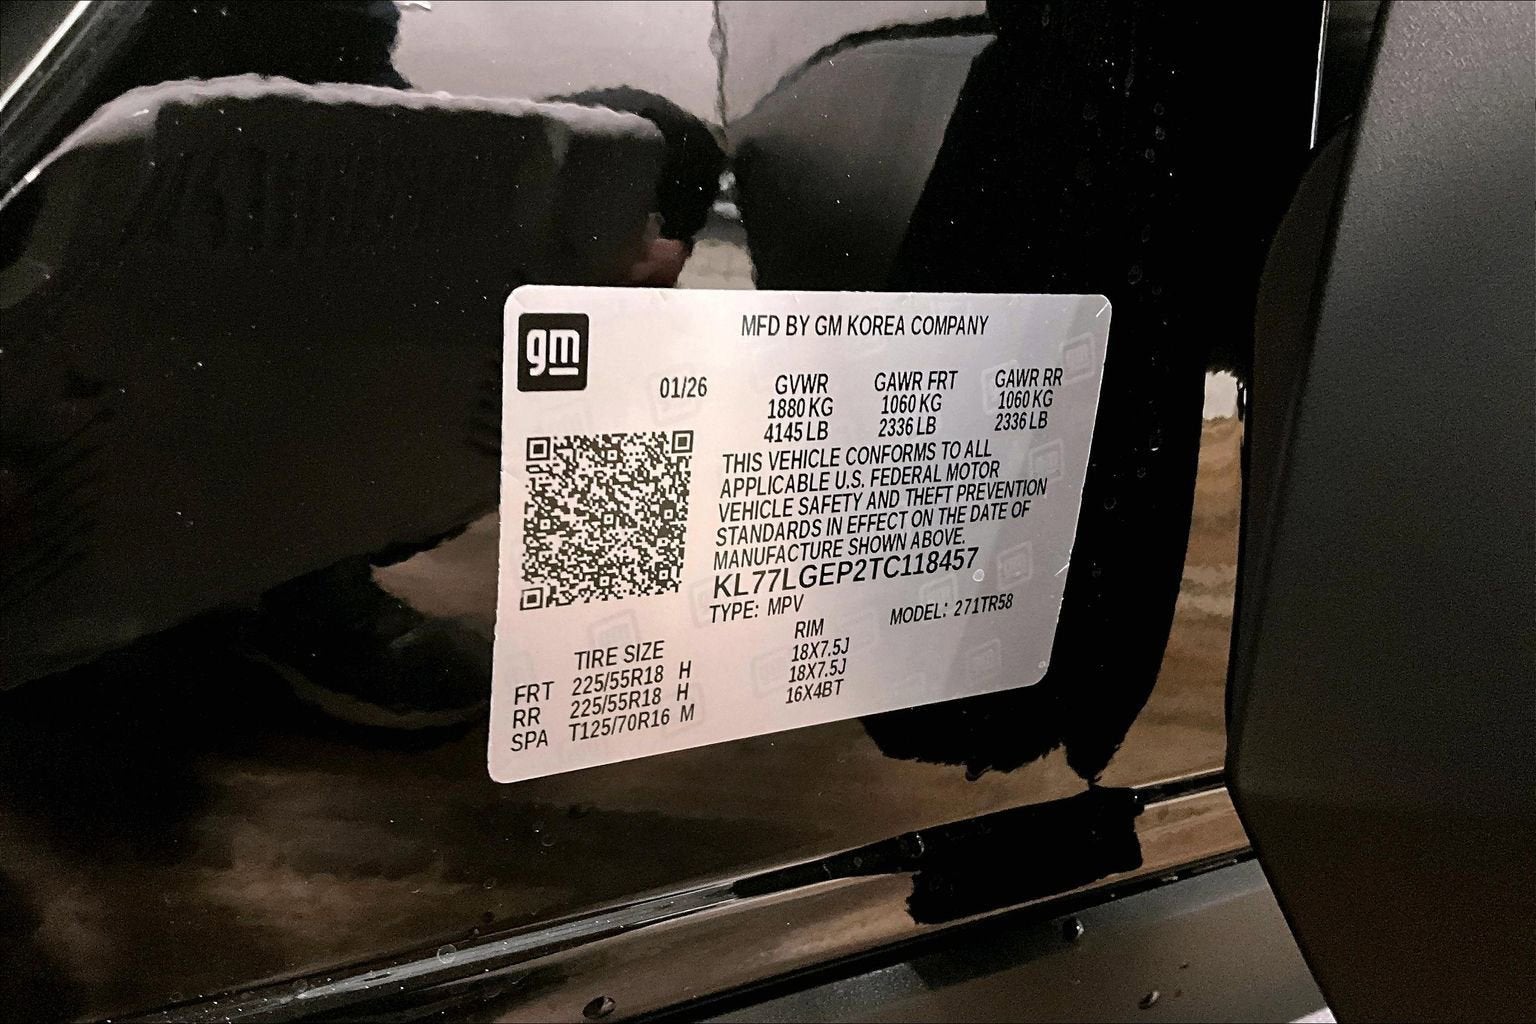 gm
MFD BY GM KOREA COMPANY
01/26
GVWR GAWR FRT GAWR RR
1880 KG 1060 KG 1060 KG
4145 LB 2336 LB 2336 LB
THIS VEHICLE CONFORMS TO ALL
APPLICABLE U.S. FEDERAL MOTOR
VEHICLE SAFETY AND THEFT PREVENTION
STANDARDS IN EFFECT ON THE DATE OF
MANUFACTURE SHOWN ABOVE.
KL77LGEP2TC118457
TYPE: MPV MODEL: 271TR58
TIRE SIZE RIM
FRT 225/55R18 H 18X7.5J
RR 225/55R18 H 18X7.5J
SPA T125/70R16 M 16X4BT